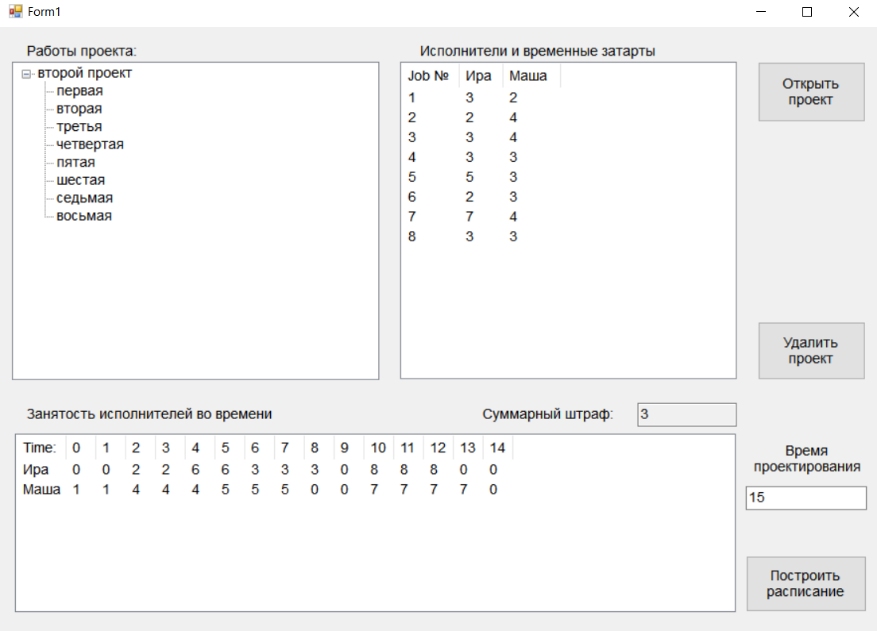 Form1
Работы проекта:
второй проект
первая
вторая
третья
четвертая
пятая
шестая
седьмая
восьмая
Исполнители и временные затарты
Job № Ира Маша
1 3 2
2 2 4
3 3 4
4 3 3
5 5 3
6 2 3
7 7 4
8 3 3
Открыть
проект
Удалить
проект
Занятость исполнителей во времени
Суммарный штраф: 3
Time: 0 1 2 3 4 5 6 7 8 9 10 11 12 13 14
Ира 0 0 2 2 6 6 3 3 3 0 8 8 8 0 0
Маша 1 1 4 4 4 5 5 5 0 0 7 7 7 7 0
Время
проектирования
15
Построить
расписание